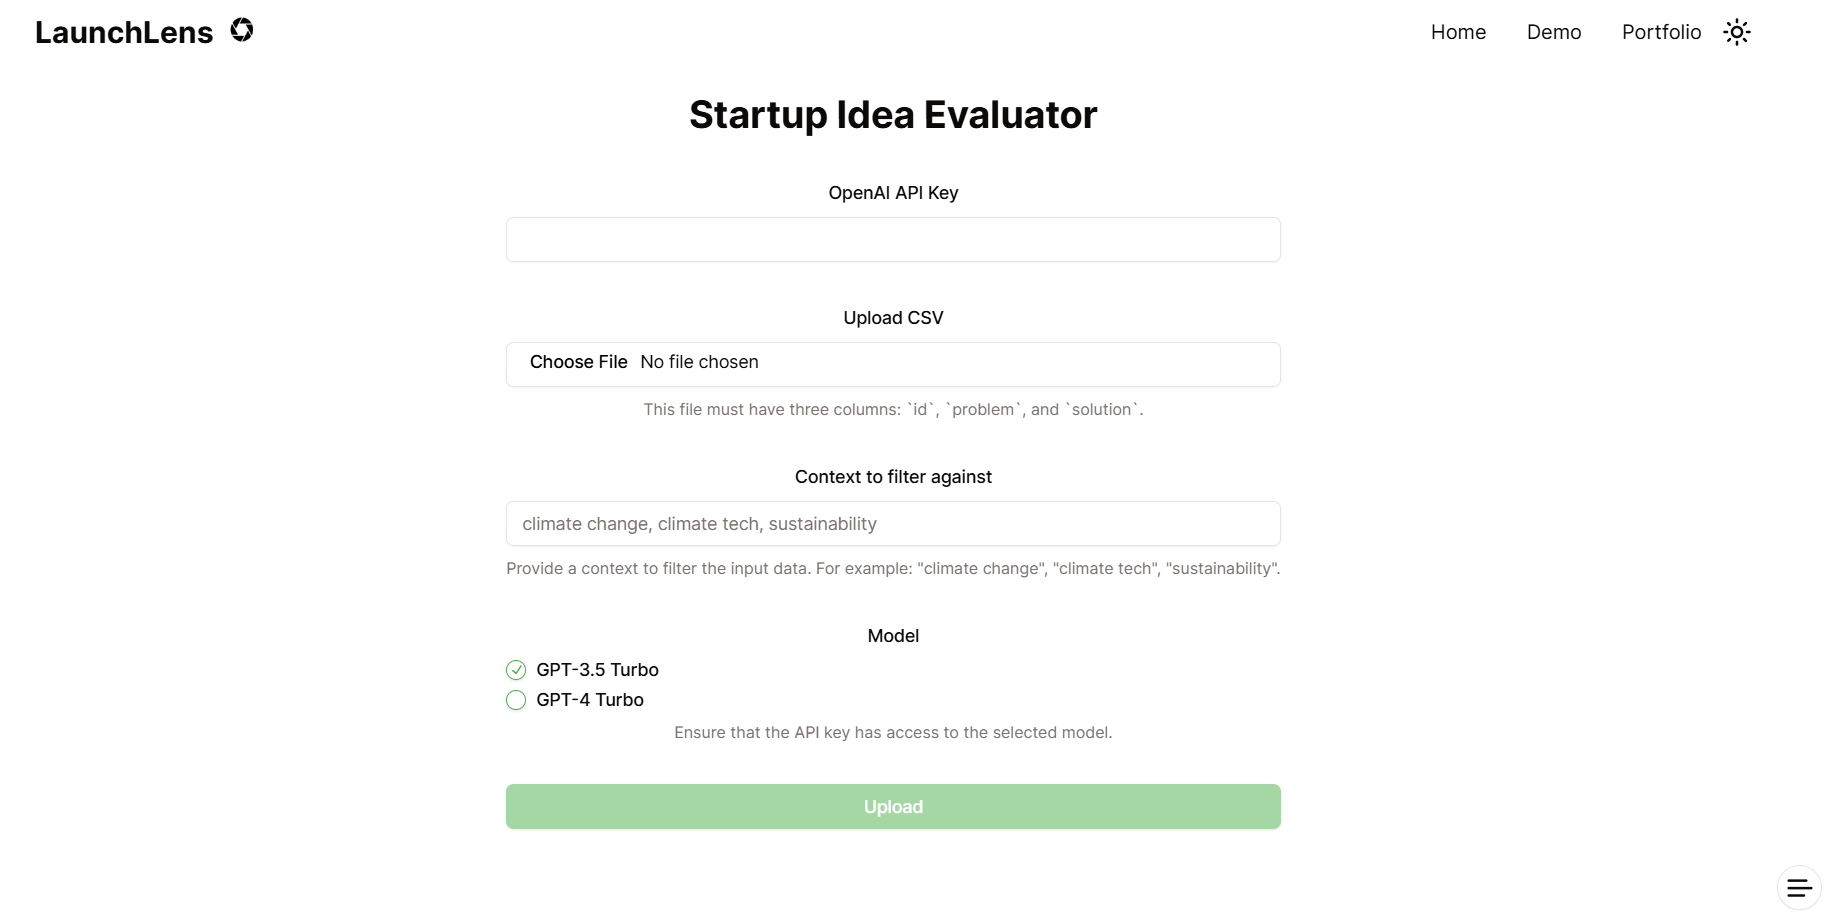 LaunchLens
Home Demo Portfolio
Startup Idea Evaluator
OpenAI API Key
Upload CSV
Choose File No file chosen
This file must have three columns: `id`, `problem`, and `solution`.
Context to filter against
climate change, climate tech, sustainability
Provide a context to filter the input data. For example: "climate change", "climate tech", "sustainability".
Model
GPT-3.5 Turbo
GPT-4 Turbo
Ensure that the API key has access to the selected model.
Upload